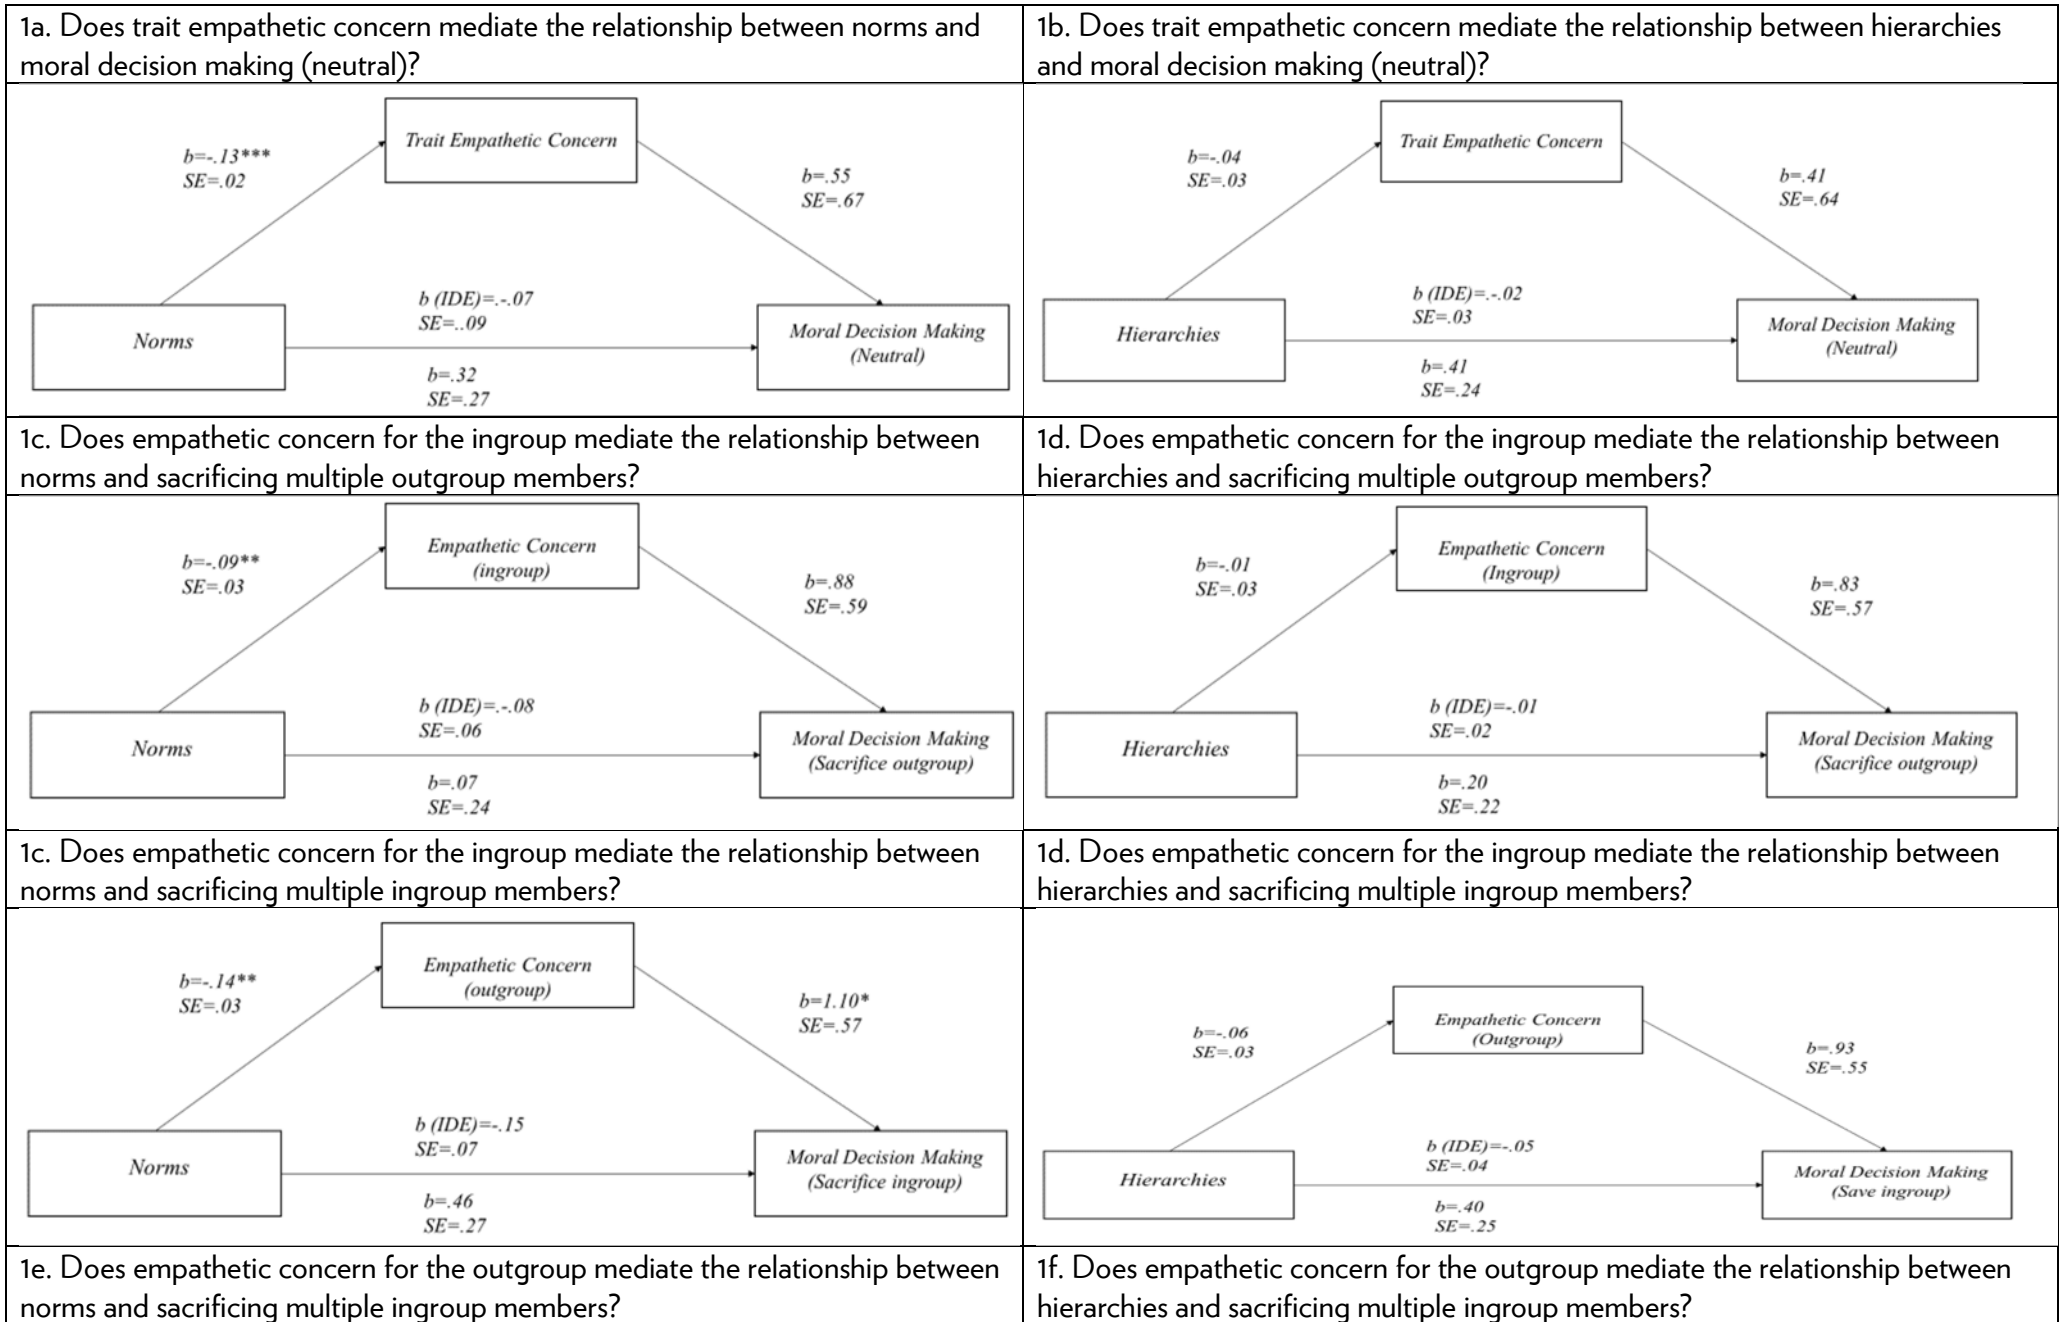 1a. Does trait empathetic concern mediate the relationship between norms and
moral decision making (neutral)?
1b. Does trait empathetic concern mediate the relationship between hierarchies
and moral decision making (neutral)?
Trait Empathetic Concern
b=-.13***
SE=.02
b=.55
SE=.67
b (IDE)=.-.07
SE=..09
Norms
Moral Decision Making
(Neutral)
b=.32
SE=.27
Trait Empathetic Concern
b=-.04
SE=.03
b=.41
SE=.64
b (IDE)=.-.02
SE=.03
Hierarchies
Moral Decision Making
(Neutral)
b=.41
SE=.24
1c. Does empathetic concern for the ingroup mediate the relationship between
norms and sacrificing multiple outgroup members?
1d. Does empathetic concern for the ingroup mediate the relationship between
hierarchies and sacrificing multiple outgroup members?
Empathetic Concern
(ingroup)
b=-.09**
SE=.03
b=.88
SE=.59
b (IDE)=.-.08
SE=.06
Norms
Moral Decision Making
(Sacrifice outgroup)
b=.07
SE=.24
Empathetic Concern
(Ingroup)
b=-.01
SE=.03
b=.83
SE=.57
b (IDE)=-.01
SE=.02
Hierarchies
Moral Decision Making
(Sacrifice outgroup)
b=.20
SE=.22
1c. Does empathetic concern for the ingroup mediate the relationship between
norms and sacrificing multiple ingroup members?
1d. Does empathetic concern for the ingroup mediate the relationship between
hierarchies and sacrificing multiple ingroup members?
Empathetic Concern
(outgroup)
b=-.14**
SE=.03
b=1.10*
SE=.57
b (IDE)=-.15
SE=.07
Norms
Moral Decision Making
(Sacrifice ingroup)
b=.46
SE=.27
Empathetic Concern
(Outgroup)
b=-.06
SE=.03
b=.93
SE=.55
b (IDE)=-.05
SE=.04
Hierarchies
Moral Decision Making
(Save ingroup)
b=.40
SE=.25
1e. Does empathetic concern for the outgroup mediate the relationship between
norms and sacrificing multiple ingroup members?
1f. Does empathetic concern for the outgroup mediate the relationship between
hierarchies and sacrificing multiple ingroup members?